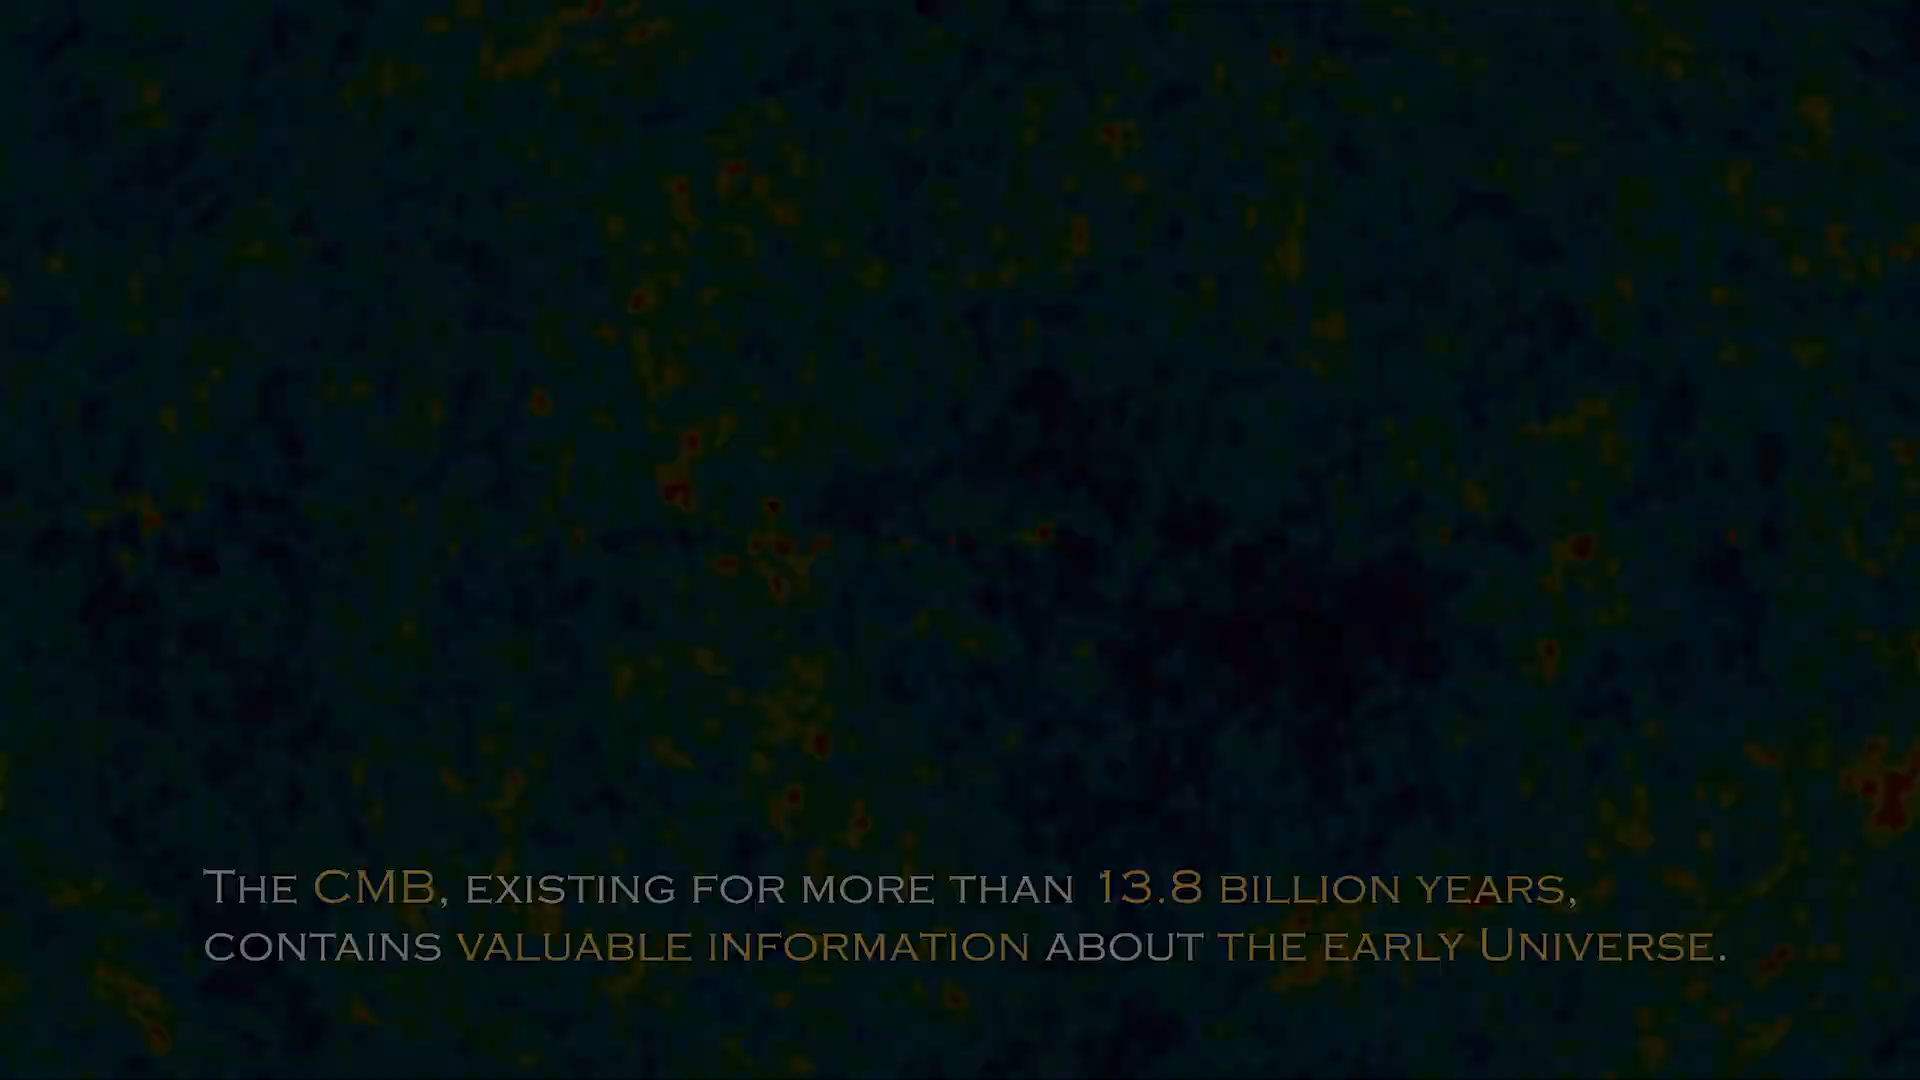 The CMB, existing for more than 13.8 billion years,
contains valuable information about the early Universe.